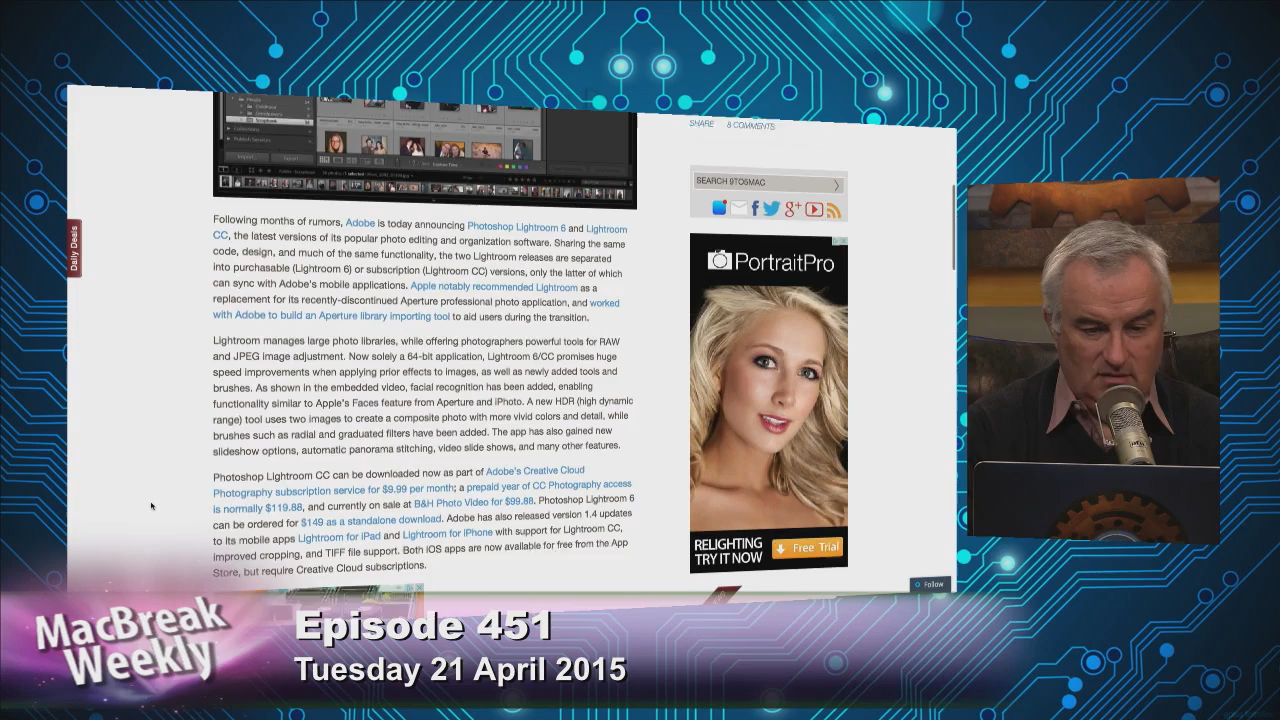 SHARE 8 COMMENTS
Import... Export...
SEARCH 9TO5MAC
Daily Deals
Following months of rumors, Adobe is today announcing Photoshop Lightroom 6 and Lightroom
CC, the latest versions of its popular photo editing and organization software. Sharing the same
code, design, and much of the same functionality, the two Lightroom releases are separated
into purchasable (Lightroom 6) or subscription (Lightroom CC) versions, only the latter of which
can sync with Adobe's mobile applications. Apple notably recommended Lightroom as a
replacement for its recently-discontinued Aperture professional photo application, and worked
with Adobe to build an Aperture library importing tool to aid users during the transition.
Lightroom manages large photo libraries, while offering photographers powerful tools for RAW
and JPEG image adjustment. Now solely a 64-bit application, Lightroom 6/CC promises huge
speed improvements when applying prior effects to images, as well as newly added tools and
brushes. As shown in the embedded video, facial recognition has been added, enabling
functionality similar to Apple's Faces feature from Aperture and iPhoto. A new HDR (high dynamic
range) tool uses two images to create a composite photo with more vivid colors and detail, while
brushes such as radial and graduated filters have been added. The app has also gained new
slideshow options, automatic panorama stitching, video slide shows, and many other features.
Photoshop Lightroom CC can be downloaded now as part of Adobe's Creative Cloud
Photography subscription service for $9.99 per month; a prepaid year of CC Photography access
is normally $119.88, and currently on sale at B&H Photo Video for $99.88. Photoshop Lightroom 6
can be ordered for $149 as a standalone download. Adobe has also released version 1.4 updates
to its mobile apps Lightroom for iPad and Lightroom for iPhone with support for Lightroom CC,
improved cropping, and TIFF file support. Both iOS apps are now available for free from the App
Store, but require Creative Cloud subscriptions.
PortraitPro
RELIGHTING
TRY IT NOW
Free Trial
Follow
MacBreak
Weekly
Episode 451
Tuesday 21 April 2015